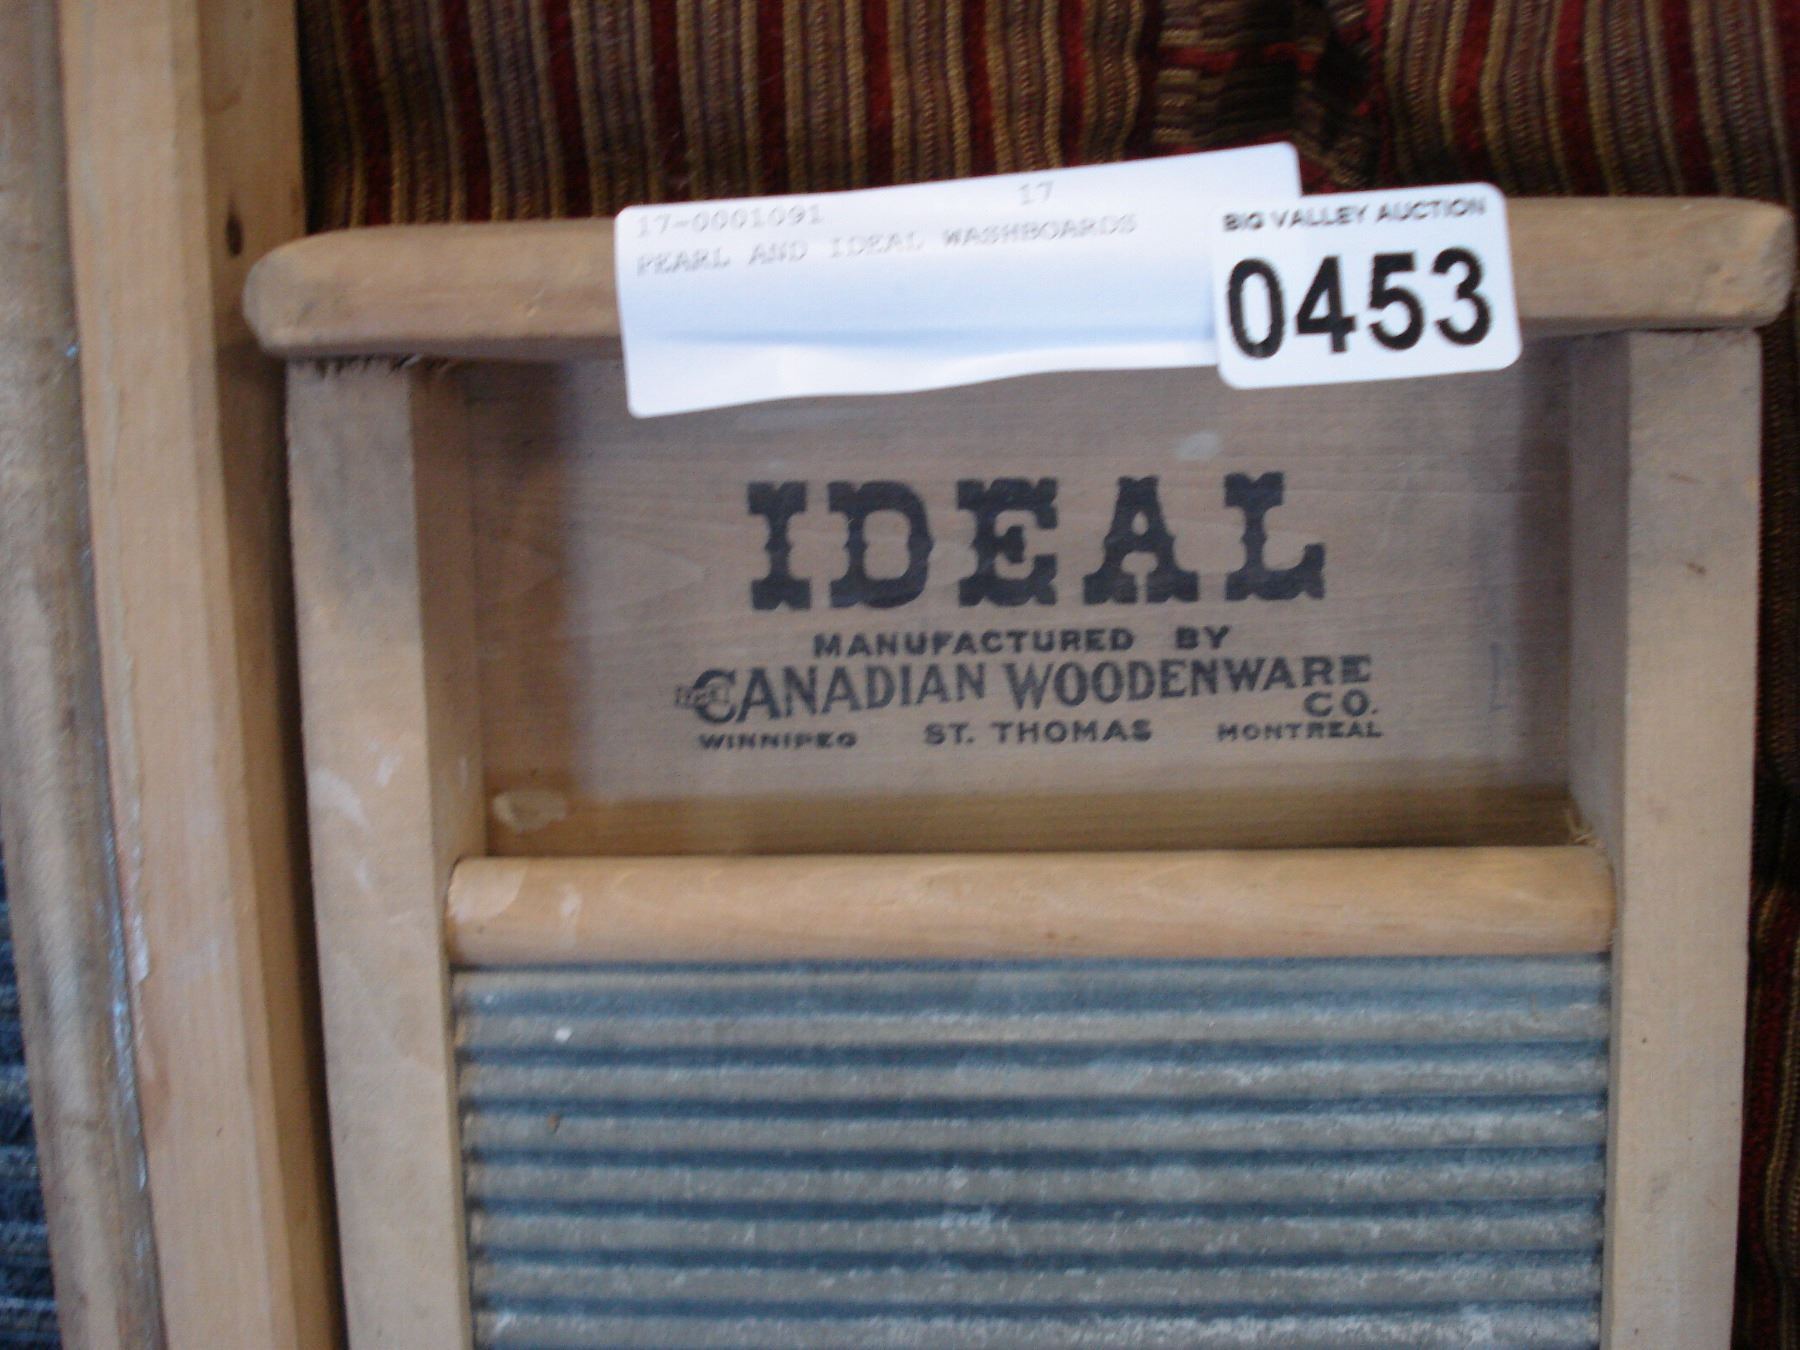 17-0001091 17
PEARL AND IDEAL WASHBOARDS
BIG VALLEY AUCTION
0453
IDEAL
MANUFACTURED BY
THE CANADIAN WOODENWARE
CO.
WINNIPEG ST. THOMAS MONTREAL